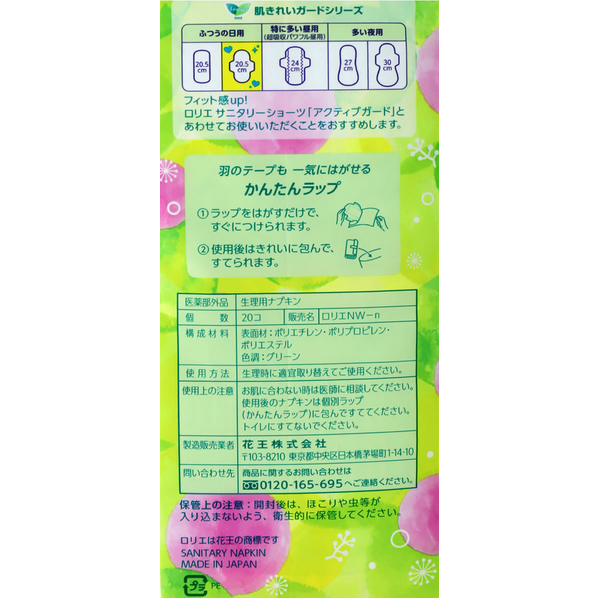 肌きれいガードシリーズ
ふつうの日用
特に多い昼用
(超吸収パワフル昼用)
多い夜用
20.5
cm
20.5
cm
24
cm
27
cm
30
cm
フィット感up!
ロリエ サニタリーショーツ「アクティブガード」と
あわせてお使いいただくことをおすすめします。
羽のテープも 一気にはがせる
かんたんラップ
①ラップをはがすだけで、
すぐにつけられます。
②使用後はきれいに包んで、
すてられます。
医薬部外品 生理用ナプキン
個数 20コ 販売名 ロリエNW-n
構成材料 表面材:ポリエチレン・ポリプロピレン・
ポリエステル
色調:グリーン
使用方法 生理時に適宜取り替えてご使用ください。
使用上の注意 お肌に合わない時は医師に相談してください。
使用後のナプキンは個別ラップ
(かんたんラップ)に包んですててください。
トイレにすてないでください。
製造販売業者 花王株式会社
〒103-8210 東京都中央区日本橋茅場町1-14-10
問い合わせ先 商品に関するお問い合わせは
0120-165-695へご連絡ください。
保管上の注意:開封後は、ほこりや虫等が
入り込まないよう、衛生的に保管してください。
ロリエは花王の商標です
SANITARY NAPKIN
MADE IN JAPAN
プラ PE